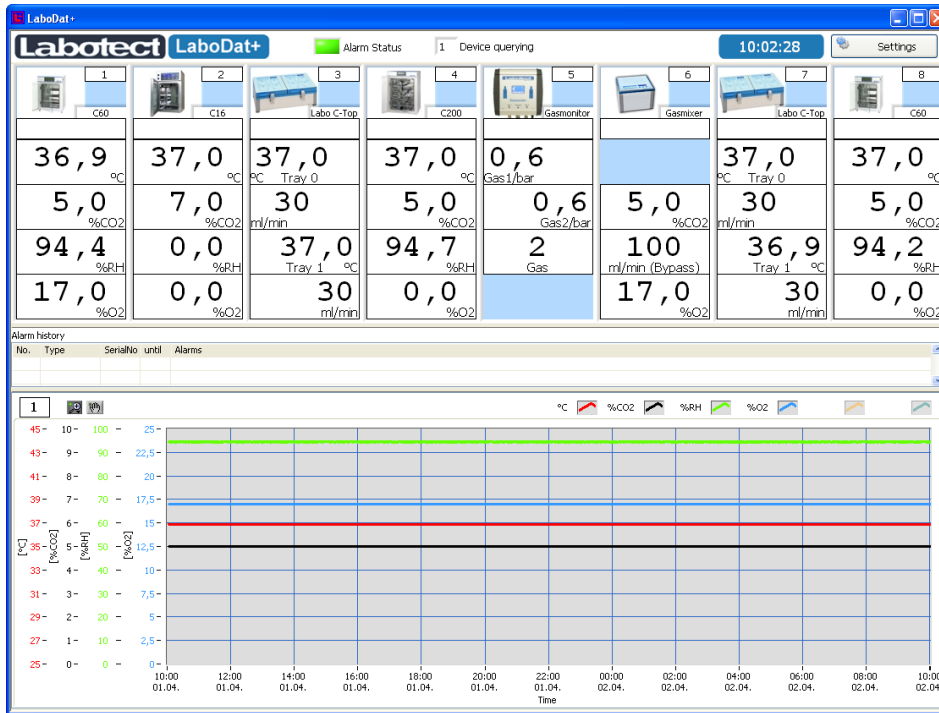 LaboDat+
Labotect LaboDat+ Alarm Status 1 Device querying 10:02:28 Settings
1 2 3 4 5 6 7 8
C60 C16 Labo C-Top C200 Gasmonitor Gasmixer Labo C-Top C60
36,9 ºC 37,0 ºC 37,0 ºC Tray 0 37,0 ºC 0,6 Gas1/bar 37,0 ºC Tray 0 37,0 ºC
5,0 %CO2 7,0 %CO2 30 ml/min 5,0 %CO2 0,6 Gas2/bar 5,0 %CO2 30 ml/min 5,0 %CO2
94,4 %RH 0,0 %RH 37,0 Tray 1 ºC 94,7 %RH 2 Gas 100 ml/min (Bypass) 36,9 Tray 1 ºC 94,2 %RH
17,0 %O2 0,0 %O2 30 ml/min 0,0 %O2 17,0 %O2 30 ml/min 0,0 %O2
Alarm history
No. Type SerialNo until Alarms
1 ºC %CO2 %RH %O2
45 10 100 25
43 9 90 22,5
41 8 80 20
39 7 70 17,5
37 6 60 15
[ºC] 35 [%CO2] 5 [%RH] 50 [%O2] 12,5
33 4 40 10
31 3 30 7,5
29 2 20 5
27 1 10 2,5
25 0 0 0
10:00 12:00 14:00 16:00 18:00 20:00 22:00 00:00 02:00 04:00 06:00 08:00 10:00
01.04. 01.04. 01.04. 01.04. 01.04. 01.04. 01.04. 02.04. 02.04. 02.04. 02.04. 02.04. 02.04.
Time